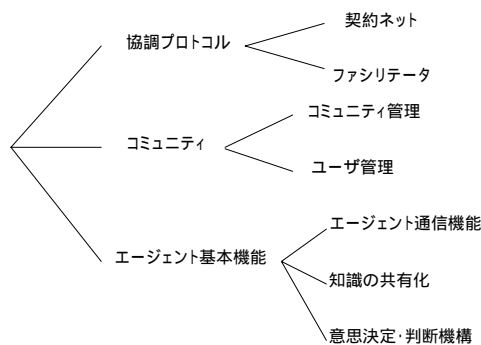 契約ネット
協調プロトコル
ファシリテータ
コミュニティ管理
コミュニティ
ユーザ管理
エージェント通信機能
エージェント基本機能
知識の共有化
意思決定・判断機構